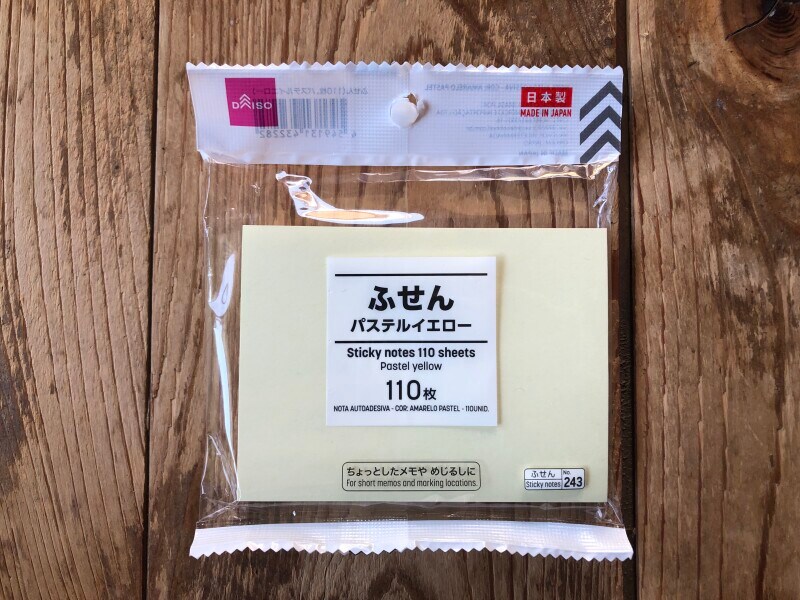 DAISO
日本製
MADE IN JAPAN
4 549131 432282
ふせん
パステルイエロー
Sticky notes 110 sheets
Pastel yellow
110枚
NOTA AUTOADESIVA - COR: AMARELO PASTEL - 110UNID.
ちょっとしたメモや めじるしに
For short memos and marking locations.
ふせん
Sticky notes
No.
243